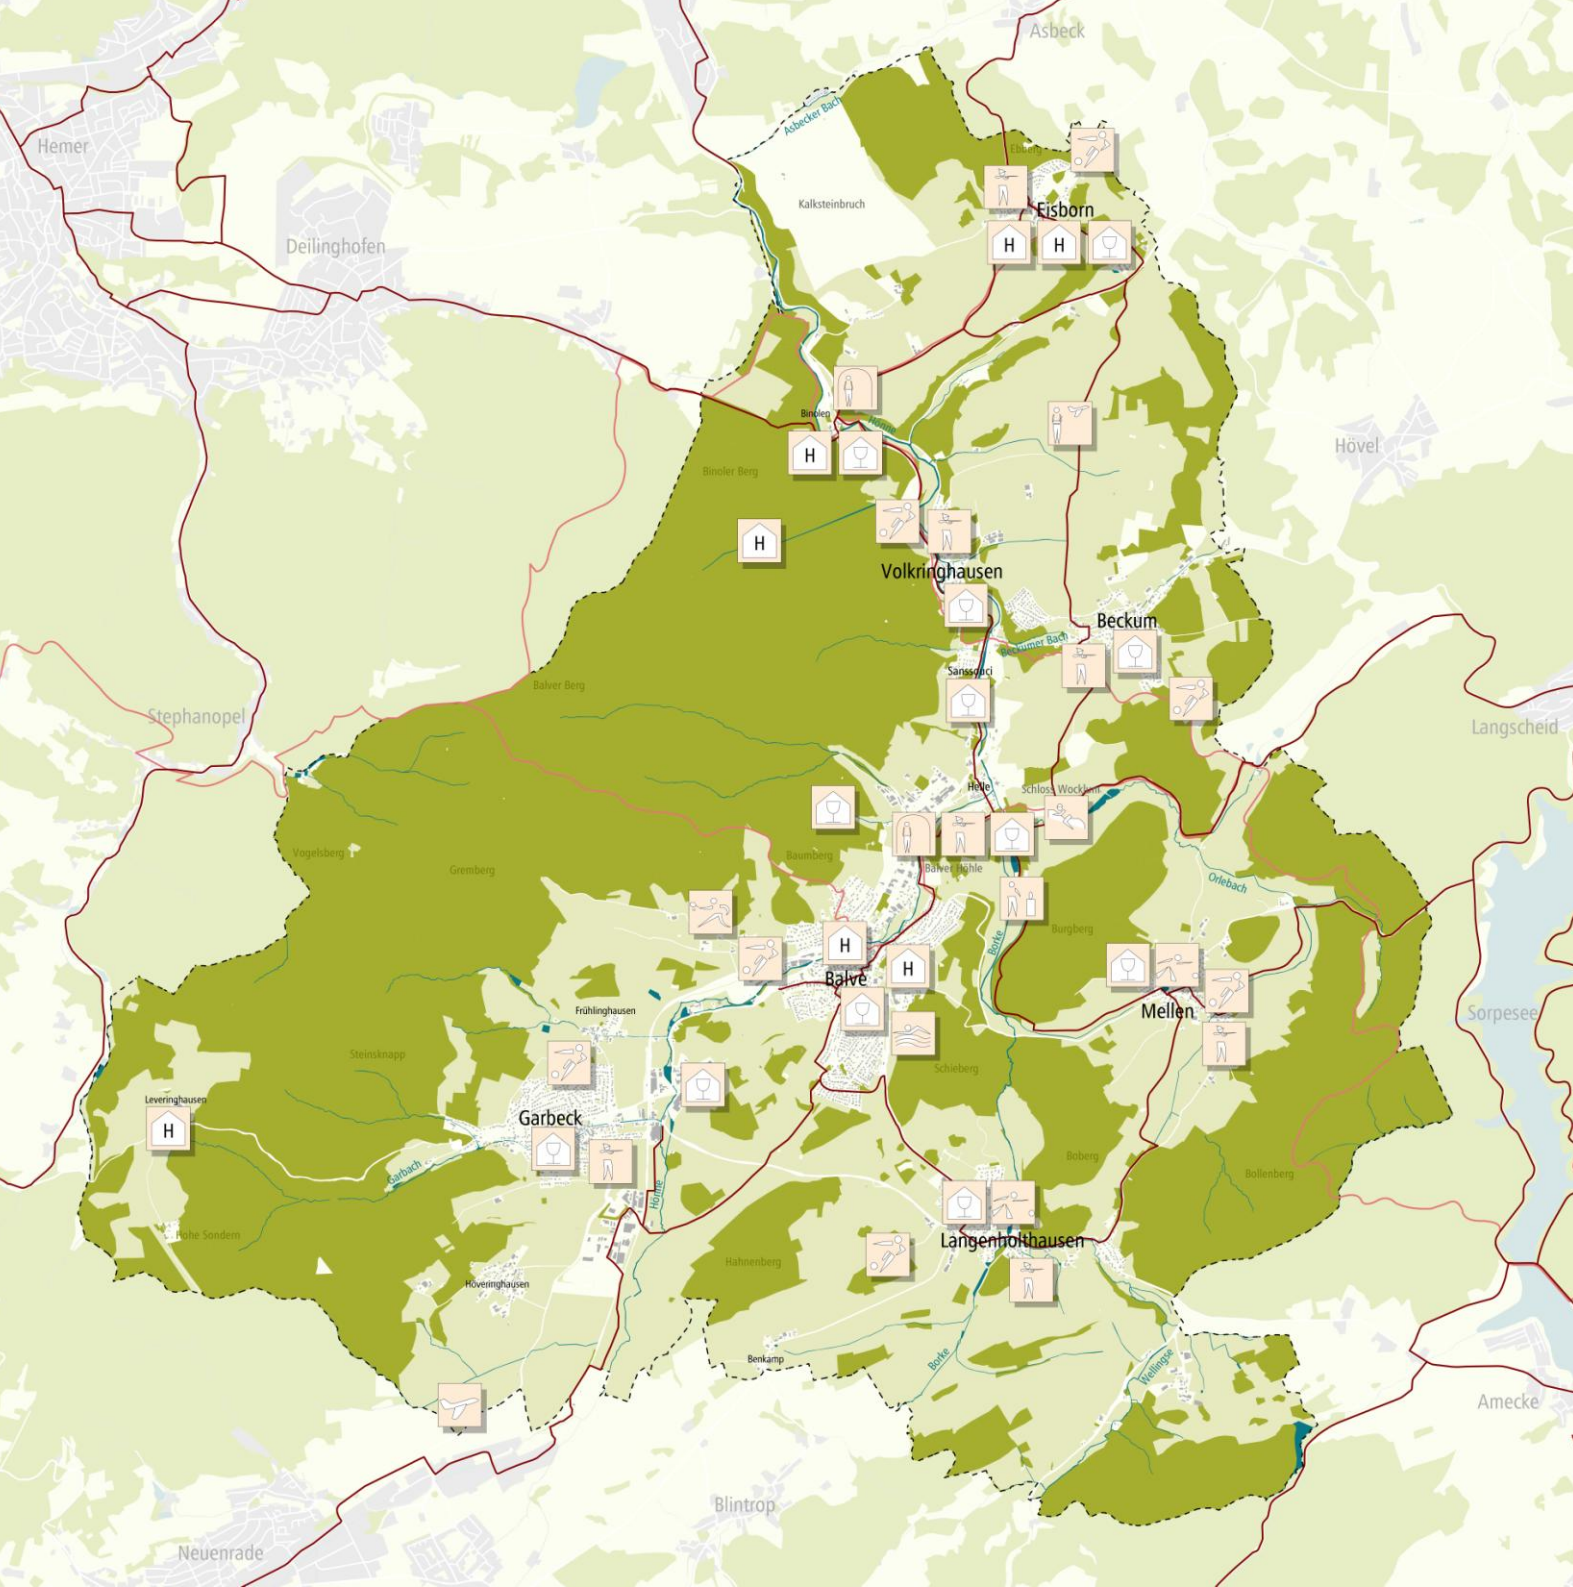 Asbeck
Asbecker Bach
Hemer
Ebberg
Kalksteinbruch
Eisborn
Deilinghofen
H
H
Binolen
Hönne
Hövel
H
Binoler Berg
H
Volkringhausen
Beckum
Beckumer Bach
Sanssouci
Balver Berg
Stephanopel
Langscheid
Helle
Schloss Wocklum
Vogelsberg
Baumberg
Gremberg
Balver Höhle
Orlebach
Burgberg
Borke
H
H
Balve
Mellen
Frühlinghausen
Sorpesee
Steinsknapp
Schieberg
Leveringhausen
H
Garbeck
Boberg
Garbach
Bollenberg
Hönne
Hohe Sondern
Langenholthausen
Hahnenberg
Höveringhausen
Benkamp
Borke
Wellingse
Amecke
Blintrop
Neuenrade